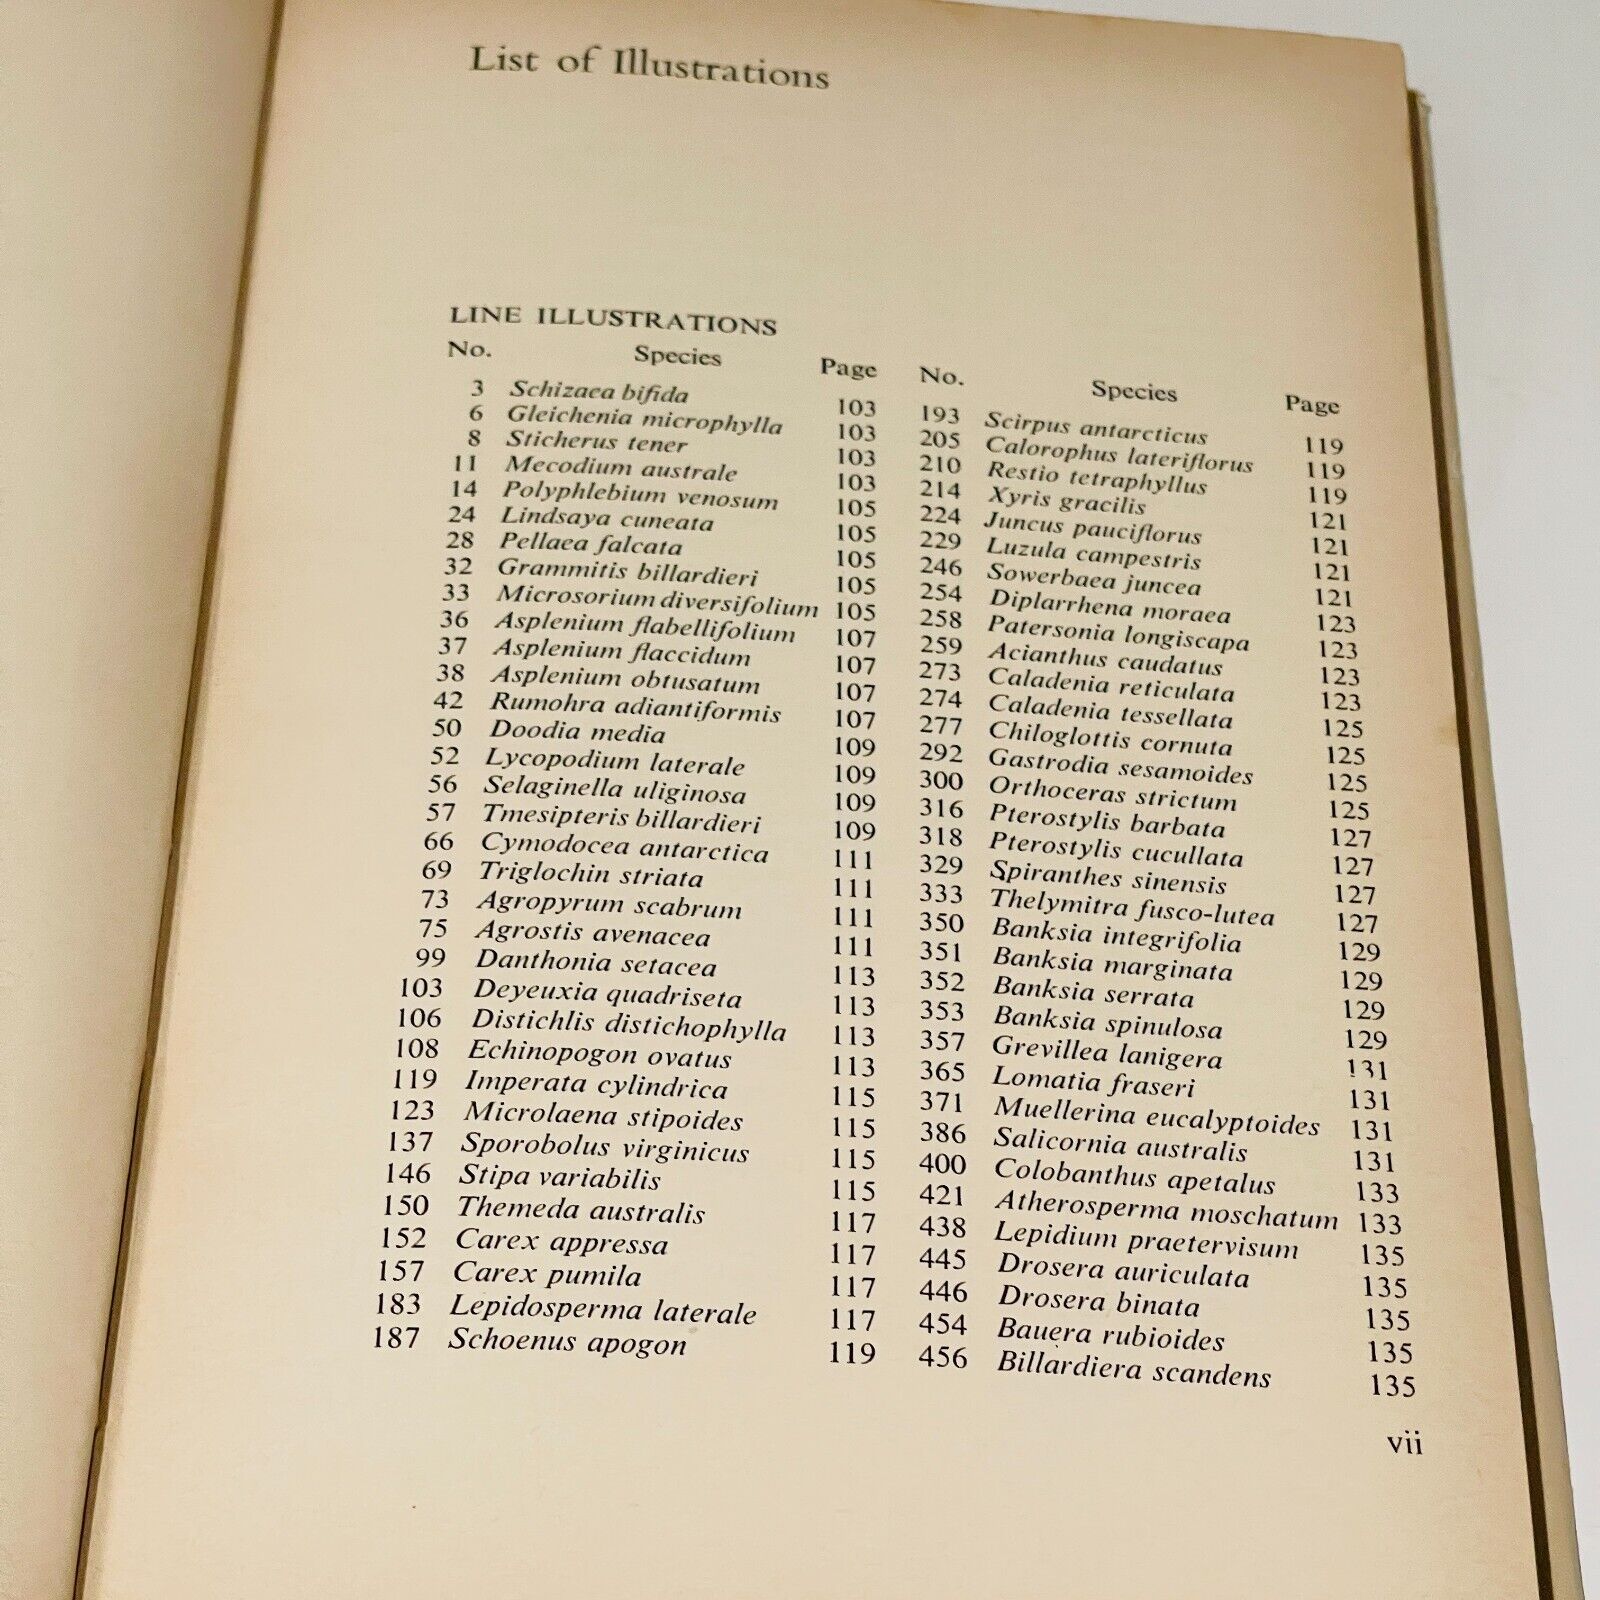 List of Illustrations
LINE ILLUSTRATIONS
No. Species Page
3 Schizaea bifida 103
6 Gleichenia microphylla 103
8 Sticherus tener 103
11 Mecodium australe 103
14 Polyphlebium venosum 105
24 Lindsaya cuneata 105
28 Pellaea falcata 105
32 Grammitis billardieri 105
33 Microsorium diversifolium 105
36 Asplenium flabellifolium 107
37 Asplenium flaccidum 107
38 Asplenium obtusatum 107
42 Rumohra adiantiformis 107
50 Doodia media 109
52 Lycopodium laterale 109
56 Selaginella uliginosa 109
57 Tmesipteris billardieri 109
66 Cymodocea antarctica 111
69 Triglochin striata 111
73 Agropyrum scabrum 111
75 Agrostis avenacea 111
99 Danthonia setacea 113
103 Deyeuxia quadriseta 113
106 Distichlis distichophylla 113
108 Echinopogon ovatus 113
119 Imperata cylindrica 115
123 Microlaena stipoides 115
137 Sporobolus virginicus 115
146 Stipa variabilis 115
150 Themeda australis 117
152 Carex appressa 117
157 Carex pumila 117
183 Lepidosperma laterale 117
187 Schoenus apogon 119
No. Species Page
193 Scirpus antarcticus 119
205 Calorophus lateriflorus 119
210 Restio tetraphyllus 119
214 Xyris gracilis 121
224 Juncus pauciflorus 121
229 Luzula campestris 121
246 Sowerbaea juncea 121
254 Diplarrhena moraea 123
258 Patersonia longiscapa 123
259 Acianthus caudatus 123
273 Caladenia reticulata 123
274 Caladenia tessellata 125
277 Chiloglottis cornuta 125
292 Gastrodia sesamoides 125
300 Orthoceras strictum 125
316 Pterostylis barbata 127
318 Pterostylis cucullata 127
329 Spiranthes sinensis 127
333 Thelymitra fusco-lutea 127
350 Banksia integrifolia 129
351 Banksia marginata 129
352 Banksia serrata 129
353 Banksia spinulosa 129
357 Grevillea lanigera 131
365 Lomatia fraseri 131
371 Muellerina eucalyptoides 131
386 Salicornia australis 131
400 Colobanthus apetalus 133
421 Atherosperma moschatum 133
438 Lepidium praetervisum 135
445 Drosera auriculata 135
446 Drosera binata 135
454 Bauera rubioides 135
456 Billardiera scandens 135
vii